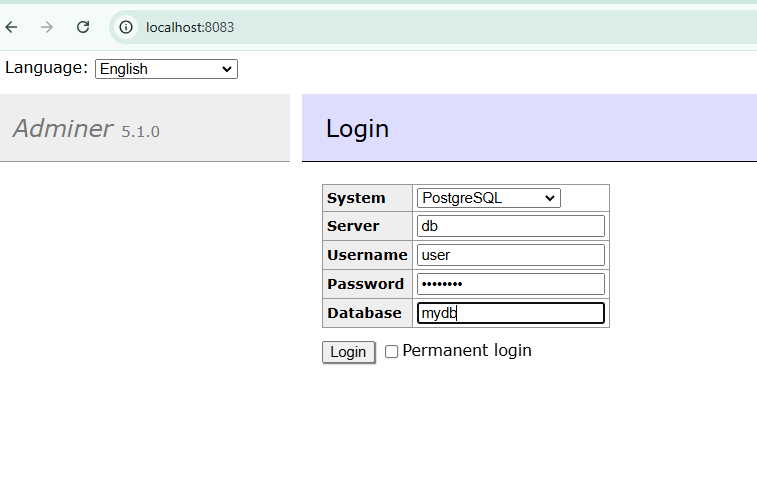 localhost:8083
Language: English
Adminer 5.1.0
Login
System PostgreSQL
Server db
Username user
Password ••••••••
Database mydb
Login Permanent login